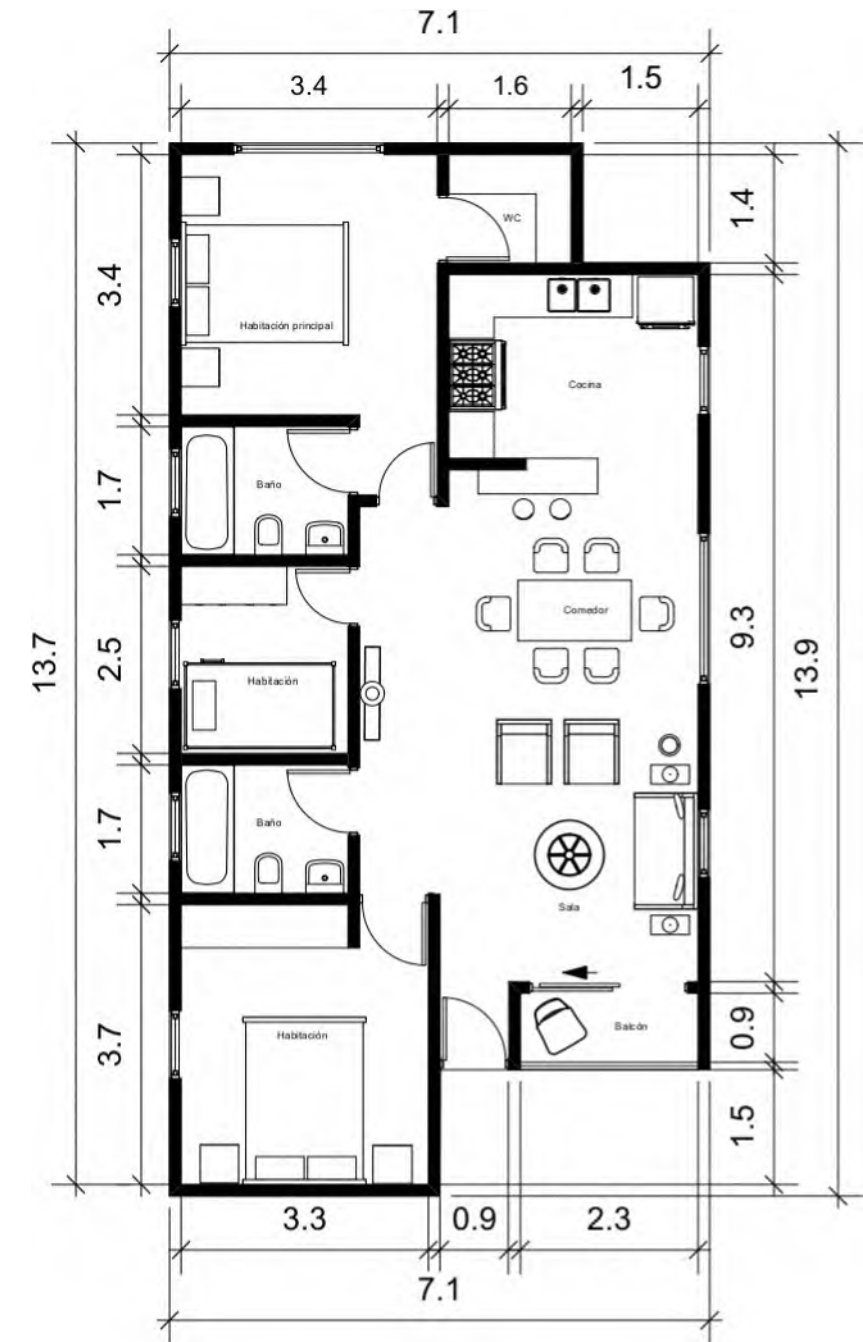 7.1
3.4
1.6
1.5
WC
1.4
3.4
Habitación principal
Cocina
1.7
Baño
Comedor
13.7
2.5
9.3
13.9
Habitación
1.7
Baño
Sala
3.7
Habitación
Balcón
0.9
1.5
3.3
0.9
2.3
7.1